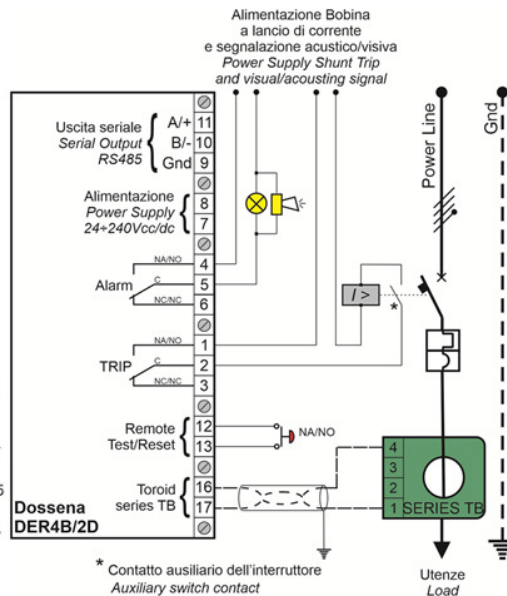 Alimentazione Bobina
a lancio di corrente
e segnalazione acustico/visiva
Power Supply Shunt Trip
and visual/acousting signal
Uscita seriale
Serial Output
RS485
A/+ 11
B/- 10
Gnd 9
Alimentazione
Power Supply
24÷240Vcc/dc
8
7
Alarm
NA/NO 4
C 5
NC/NC 6
TRIP
NA/NO 1
C 2
NC/NC 3
Remote
Test/Reset
12
13
NA/NO
Toroid
series TB
16
17
Dossena
DER4B/2D
I >
*
Power Line
Gnd
4
3
2
1
SERIES TB
Utenze
Load
* Contatto ausiliario dell'interruttore
Auxiliary switch contact